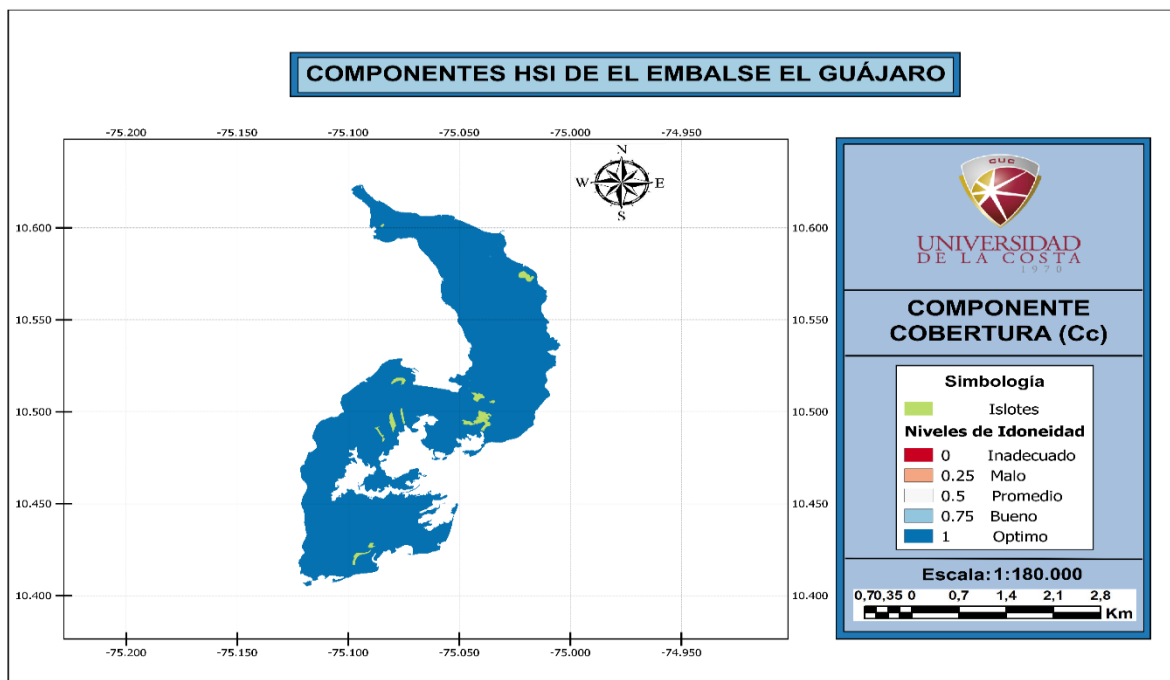 COMPONENTES HSI DE EL EMBALSE EL GUÁJARO
-75.200 -75.150 -75.100 -75.050 -75.000 -74.950
N
W E
S
10.600 10.600
10.550 10.550
10.500 10.500
10.450 10.450
10.400 10.400
-75.200 -75.150 -75.100 -75.050 -75.000 -74.950
CUC
UNIVERSIDAD
DE LA COSTA
1970
COMPONENTE
COBERTURA (Cc)
Simbología
Islotes
Niveles de Idoneidad
0 Inadecuado
0.25 Malo
0.5 Promedio
0.75 Bueno
1 Optimo
Escala: 1:180.000
0,70,35 0 0,7 1,4 2,1 2,8
Km